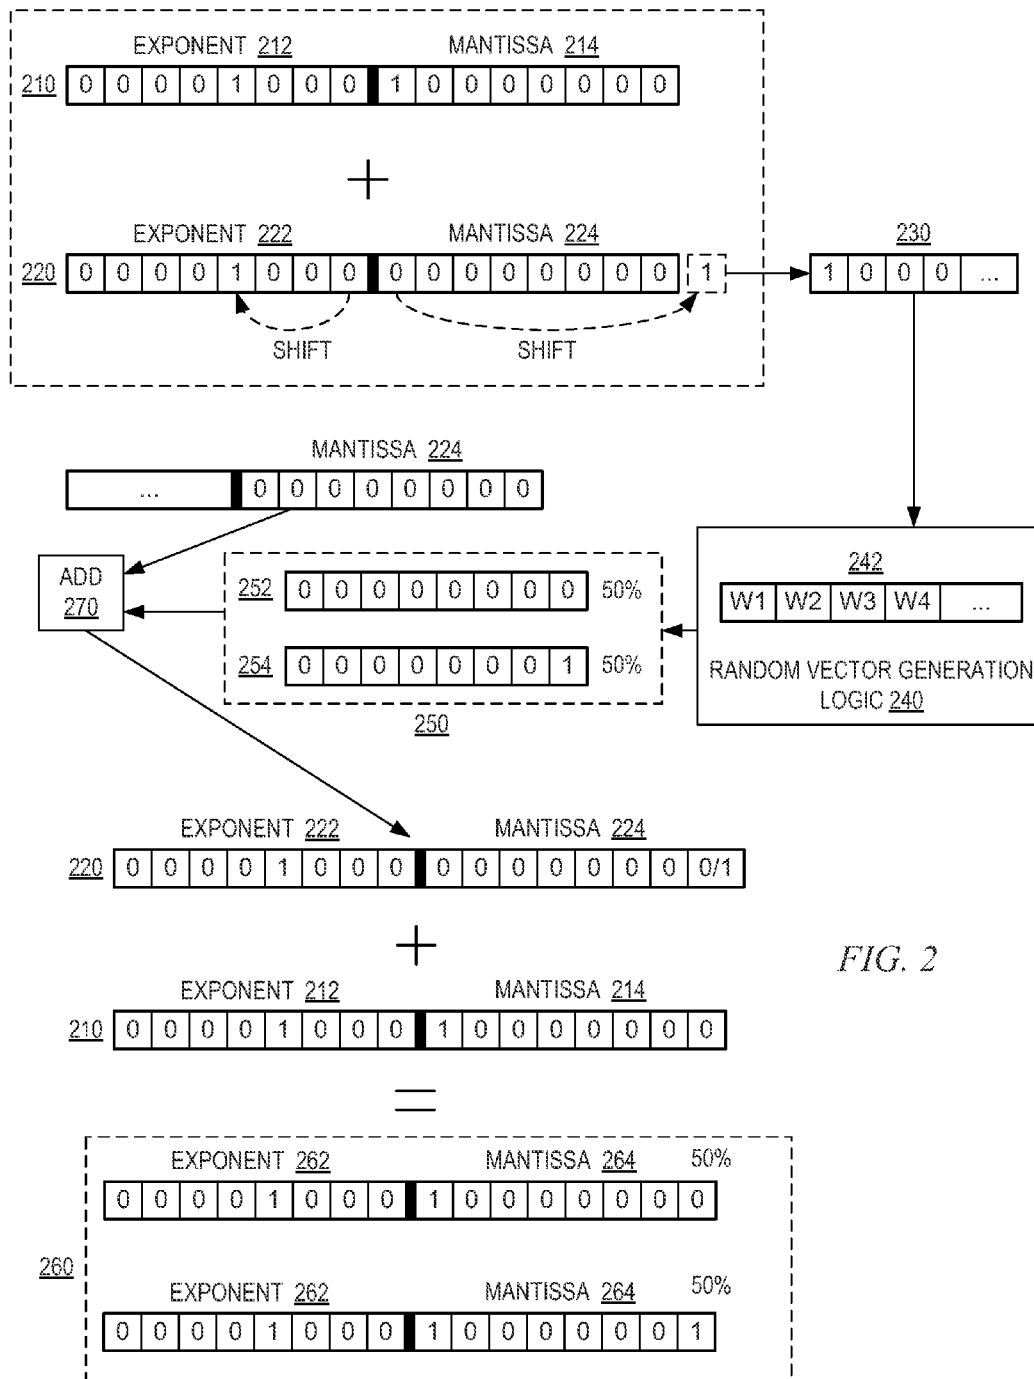 EXPONENT 212 MANTISSA 214
210 0 0 0 0 1 0 0 0 1 0 0 0 0 0 0 0
+
EXPONENT 222 MANTISSA 224 230
220 0 0 0 0 1 0 0 0 0 0 0 0 0 0 0 0 1 1 0 0 0 ...
SHIFT SHIFT
MANTISSA 224
... 0 0 0 0 0 0 0 0
ADD
270
252 0 0 0 0 0 0 0 0 50%
254 0 0 0 0 0 0 0 1 50%
250
242
W1 W2 W3 W4 ...
RANDOM VECTOR GENERATION
LOGIC 240
EXPONENT 222 MANTISSA 224
220 0 0 0 0 1 0 0 0 0 0 0 0 0 0 0 0/1
+
FIG. 2
EXPONENT 212 MANTISSA 214
210 0 0 0 0 1 0 0 0 1 0 0 0 0 0 0 0
=
EXPONENT 262 MANTISSA 264 50%
0 0 0 0 1 0 0 0 1 0 0 0 0 0 0 0
260
EXPONENT 262 MANTISSA 264 50%
0 0 0 0 1 0 0 0 1 0 0 0 0 0 0 1